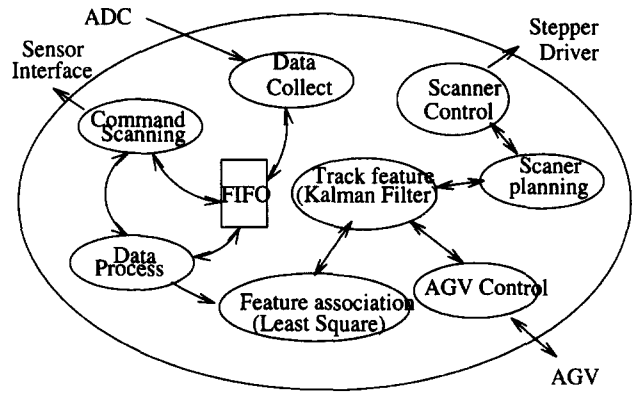 ADC
Stepper
Driver
Sensor
Interface
Data
Collect
Scanner
Control
Command
Scanning
FIFO
Track feature
(Kalman Filter
Scaner
planning
Data
Process
Feature association
(Least Square)
AGV Control
AGV